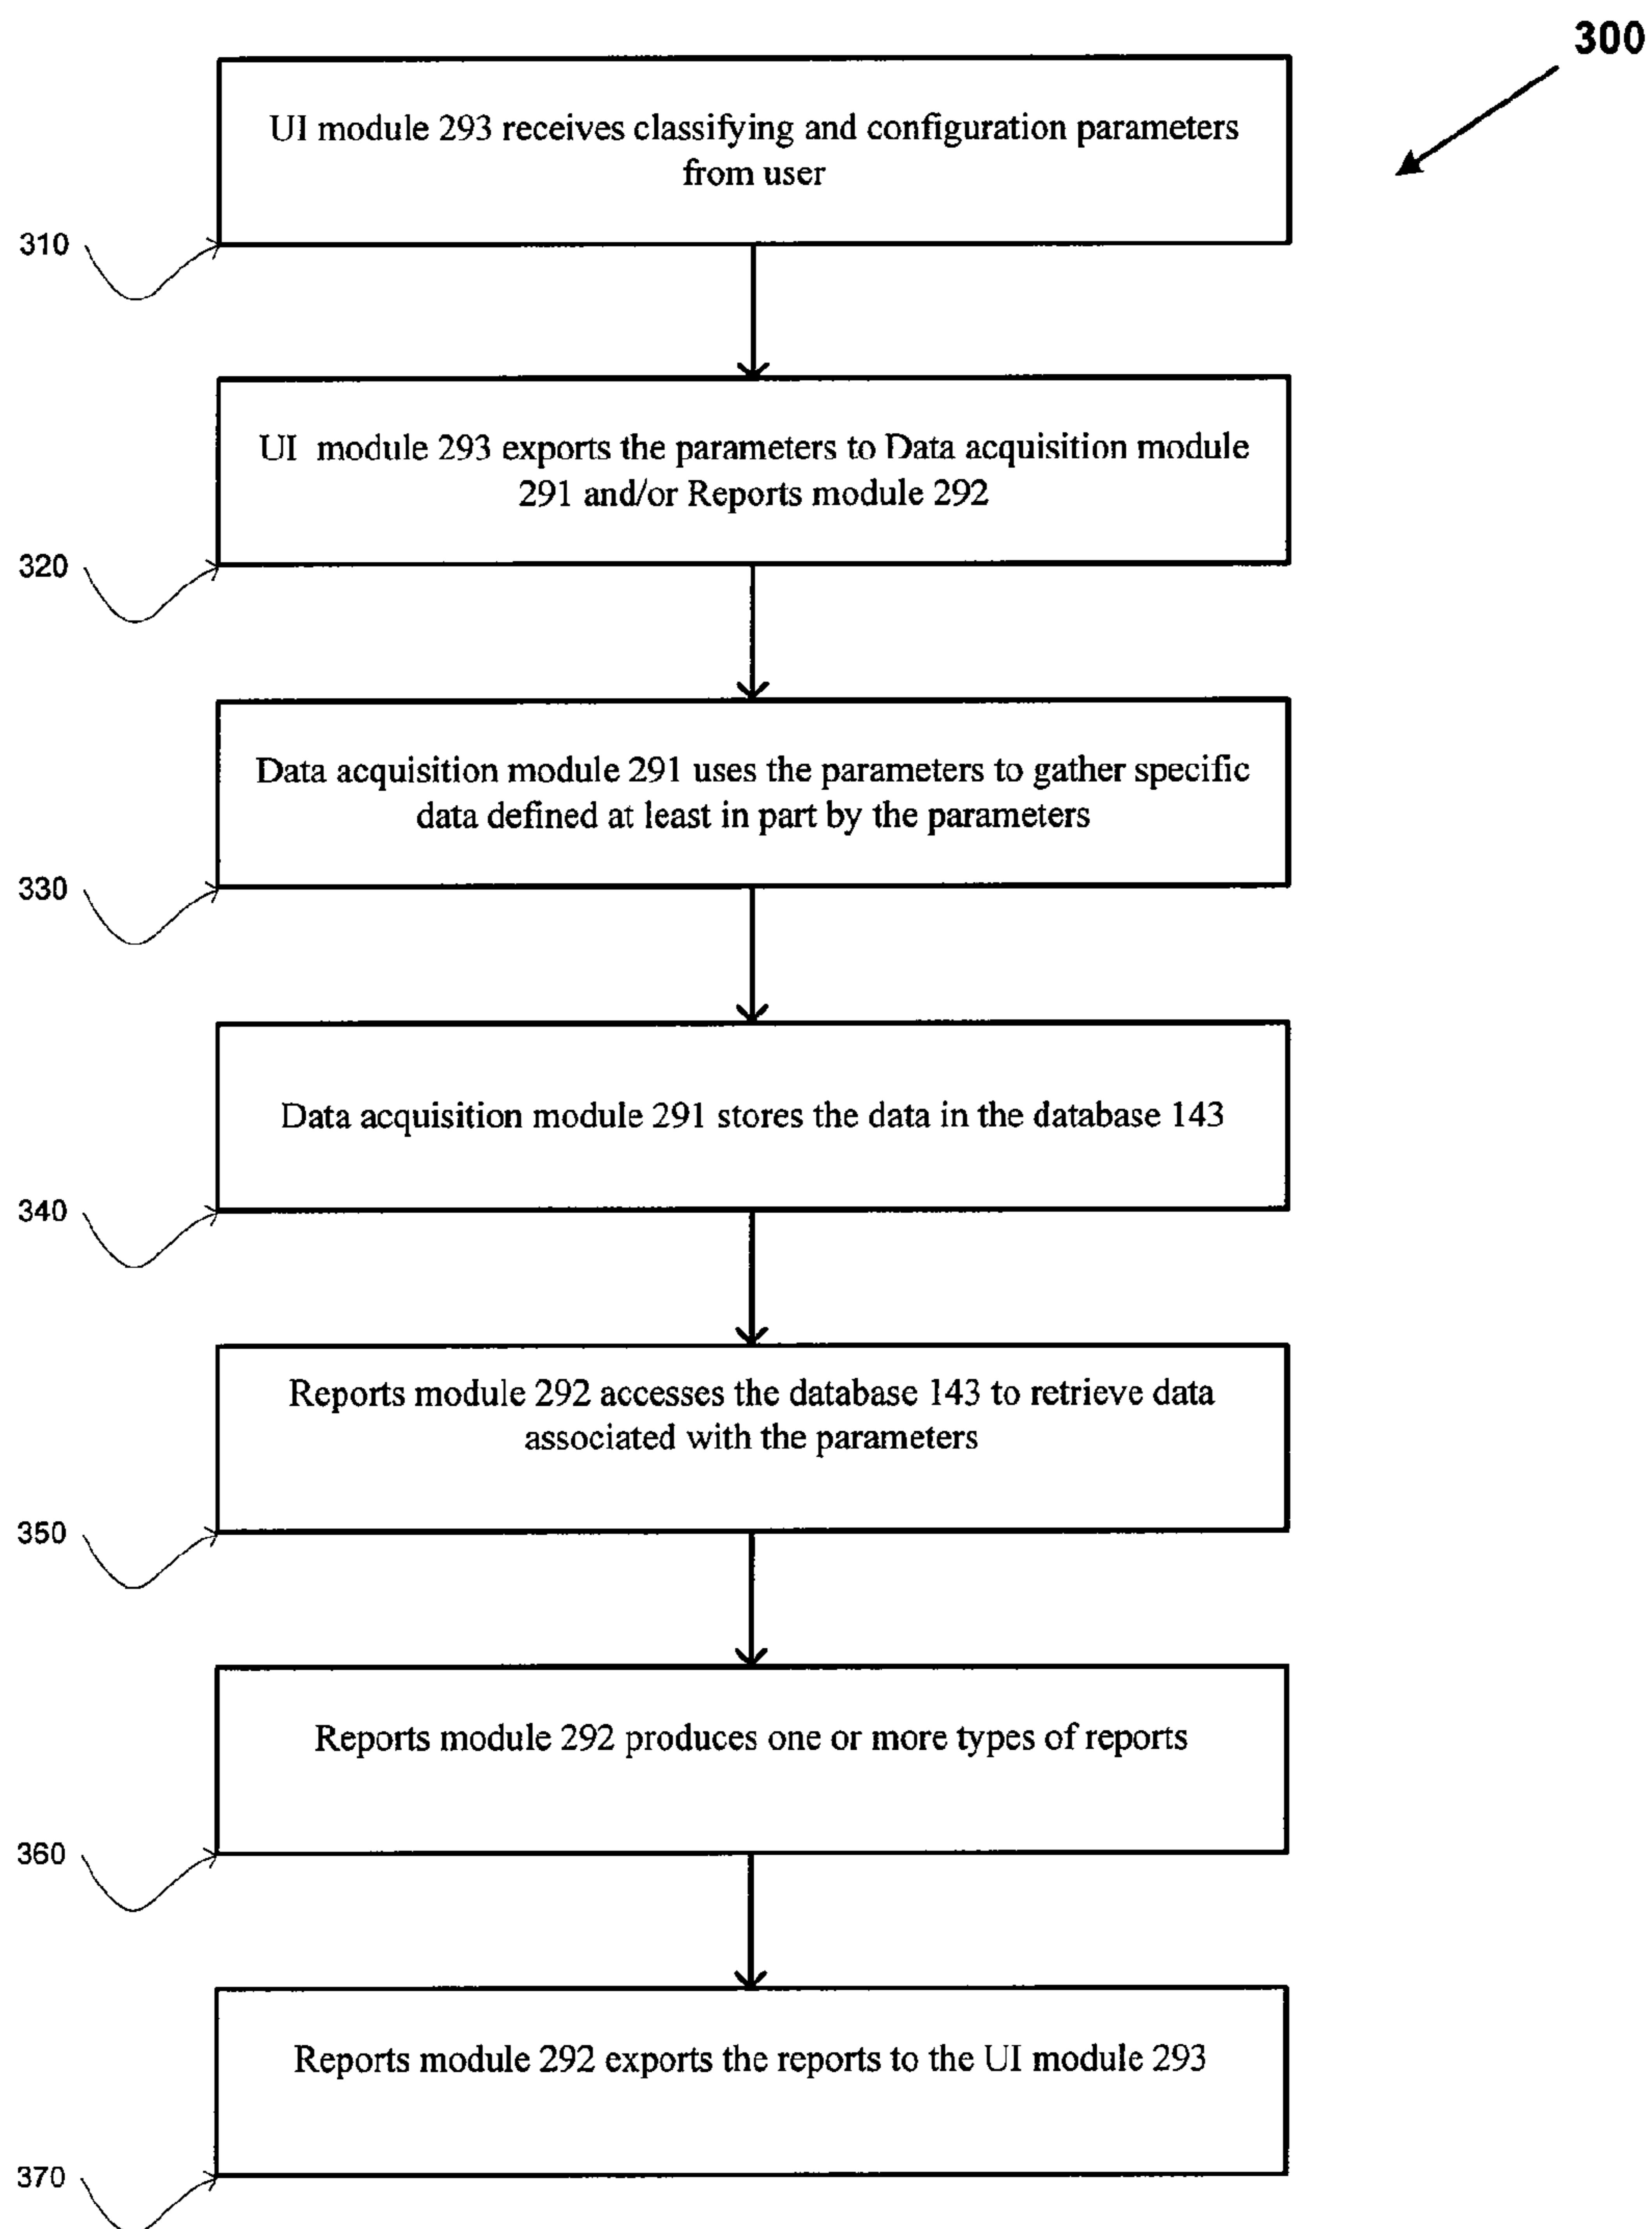 300
UI module 293 receives classifying and configuration parameters
from user
310
UI module 293 exports the parameters to Data acquisition module
291 and/or Reports module 292
320
Data acquisition module 291 uses the parameters to gather specific
data defined at least in part by the parameters
330
Data acquisition module 291 stores the data in the database 143
340
Reports module 292 accesses the database 143 to retrieve data
associated with the parameters
350
Reports module 292 produces one or more types of reports
360
Reports module 292 exports the reports to the UI module 293
370